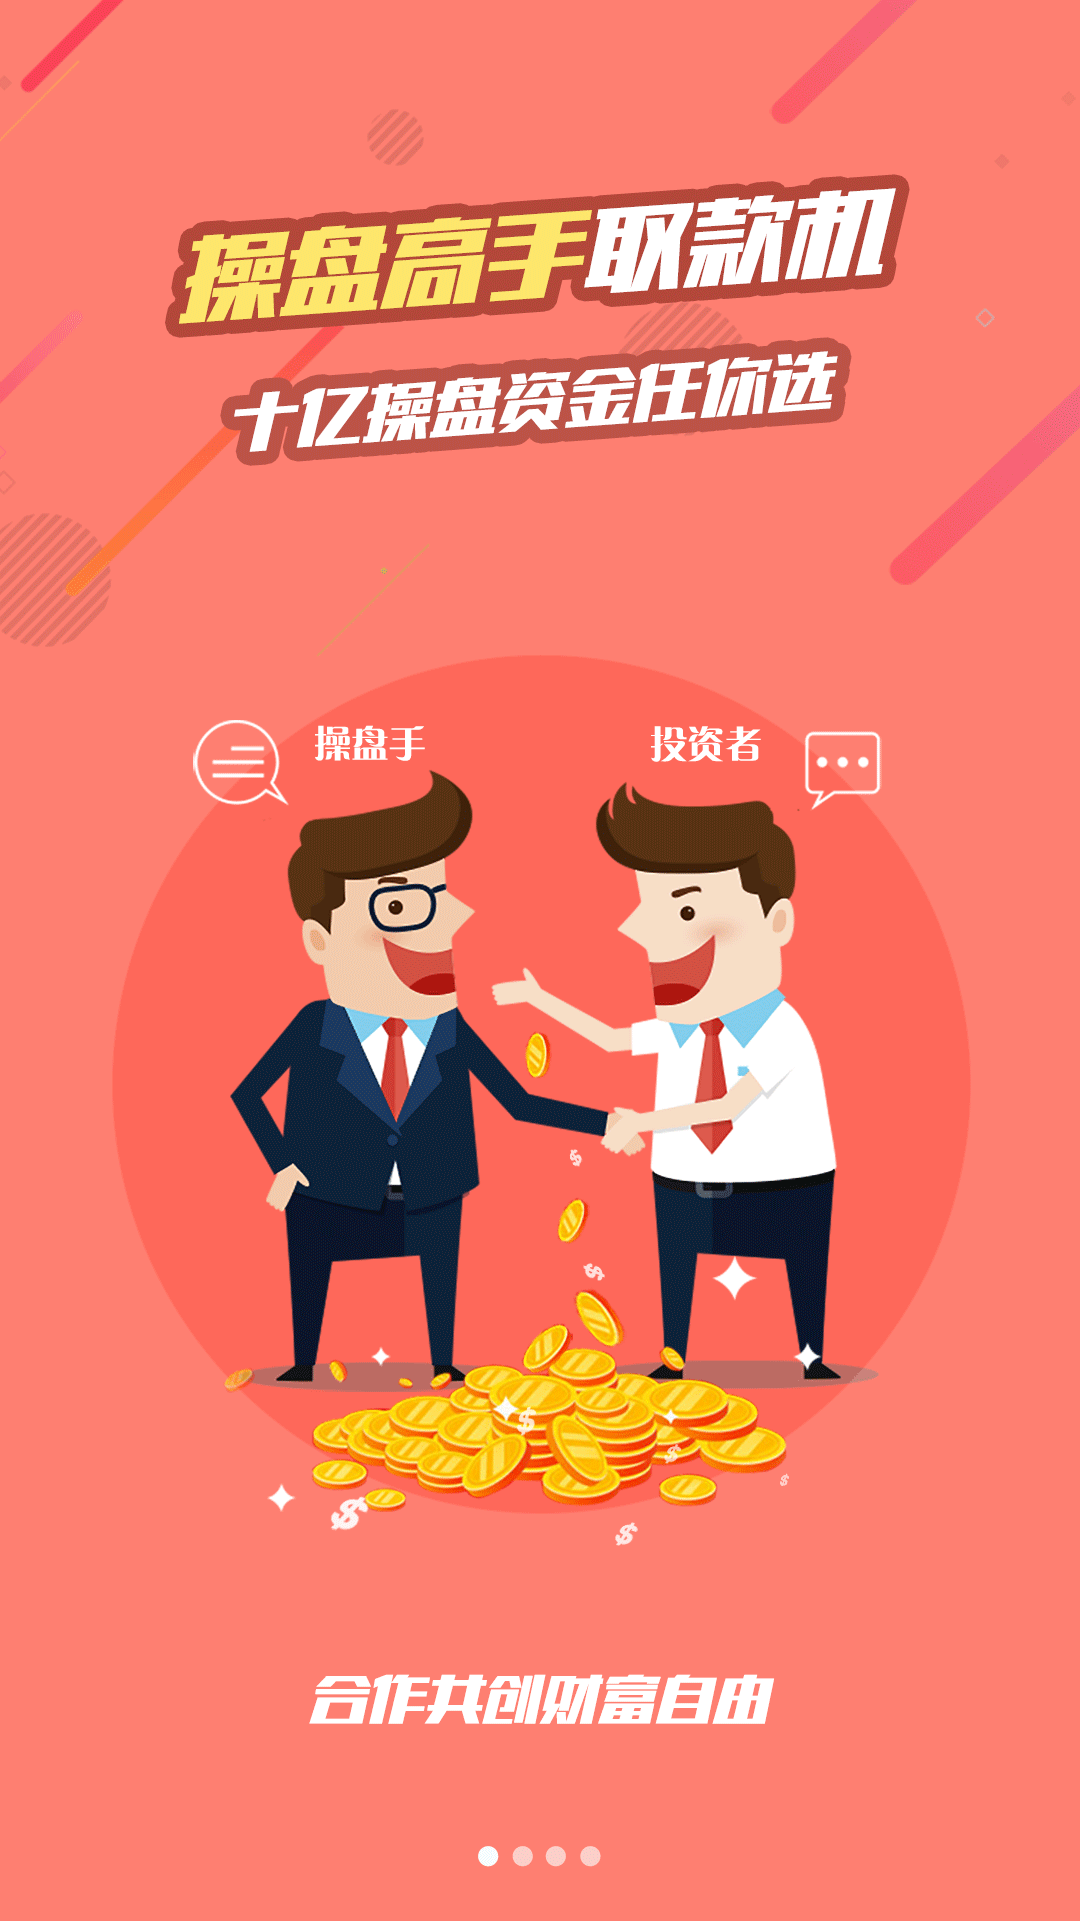 操盘高手取款机
十亿操盘资金任你选
操盘手
投资者
合作共创财富自由